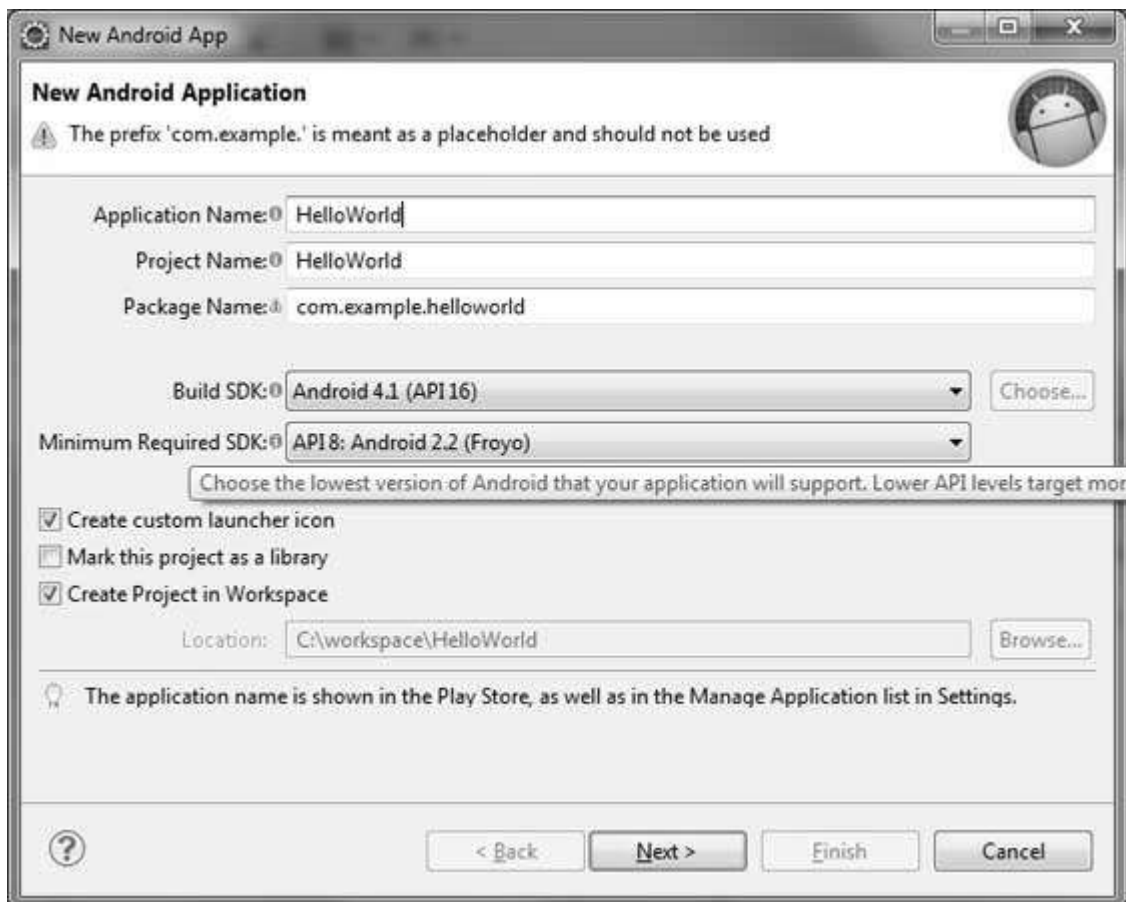 New Android App
New Android Application
The prefix 'com.example.' is meant as a placeholder and should not be used
Application Name: HelloWorld
Project Name: HelloWorld
Package Name: com.example.helloworld
Build SDK: Android 4.1 (API 16) Choose...
Minimum Required SDK: API 8: Android 2.2 (Froyo)
Choose the lowest version of Android that your application will support. Lower API levels target mor
Create custom launcher icon
Mark this project as a library
Create Project in Workspace
Location: C:\workspace\HelloWorld Browse...
The application name is shown in the Play Store, as well as in the Manage Application list in Settings.
? < Back Next > Finish Cancel